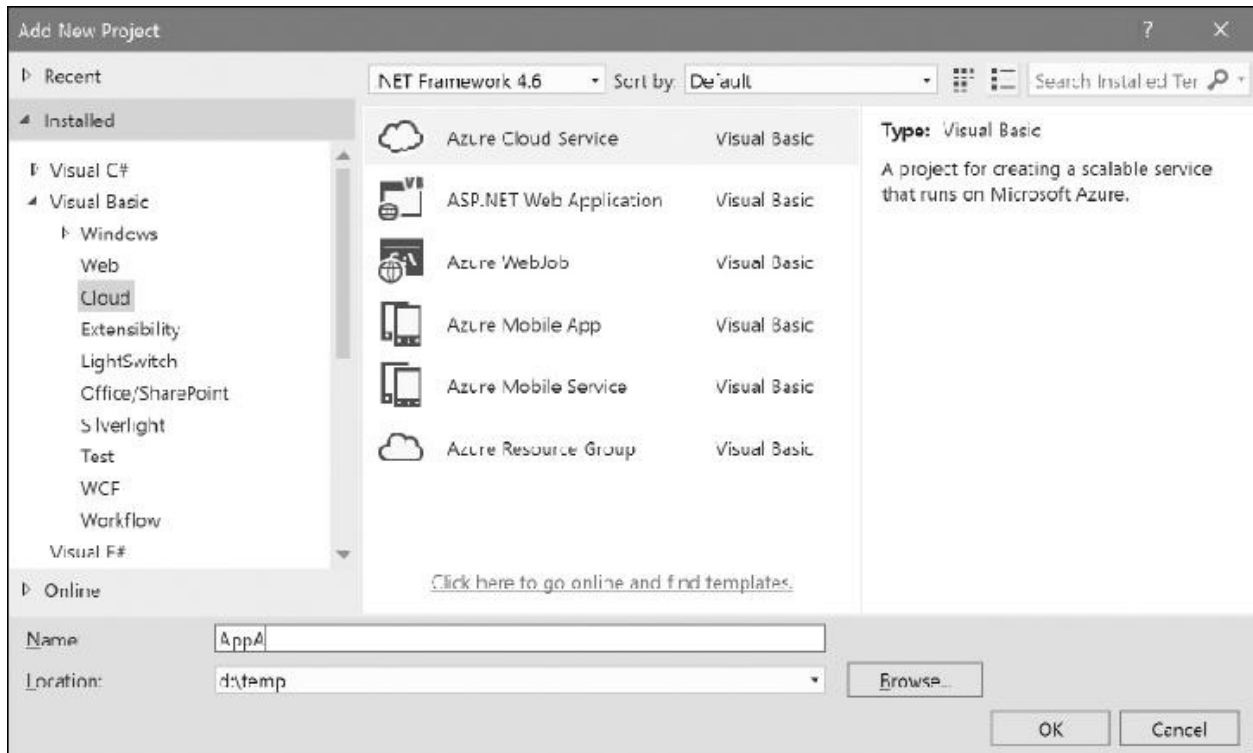 Add New Project
?
Recent
.NET Framework 4.6
Sort by: Default
Search Installed Ter
Installed
Visual C#
Visual Basic
Windows
Web
Cloud
Extensibility
LightSwitch
Office/SharePoint
Silverlight
Test
WCF
Workflow
Visual F#
Online
Azure Cloud Service Visual Basic
ASP.NET Web Application Visual Basic
Azure WebJob Visual Basic
Azure Mobile App Visual Basic
Azure Mobile Service Visual Basic
Azure Resource Group Visual Basic
Click here to go online and find templates.
Type: Visual Basic
A project for creating a scalable service
that runs on Microsoft Azure.
Name
AppA
Location:
d:\temp
Browse...
OK
Cancel